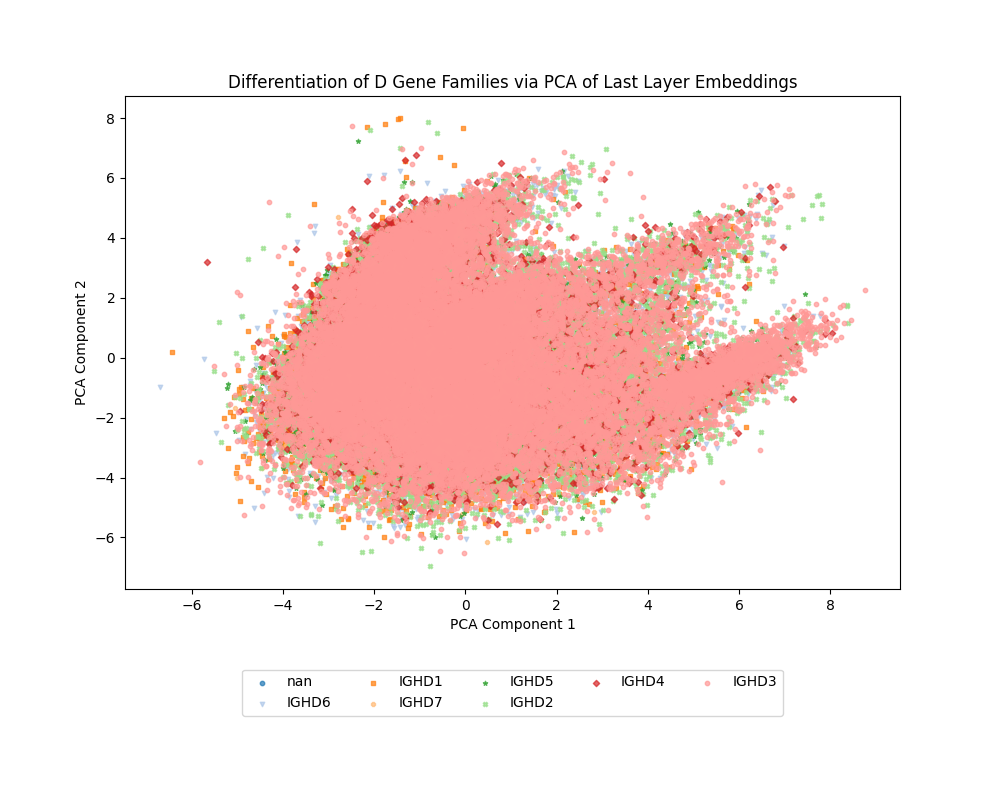 Differentiation of D Gene Families via PCA of Last Layer Embeddings
8
6
4
2
0
−2
−4
−6
PCA Component 2
−6 −4 −2 0 2 4 6 8
PCA Component 1
nan IGHD1 IGHD5 IGHD4 IGHD3
IGHD6 IGHD7 IGHD2